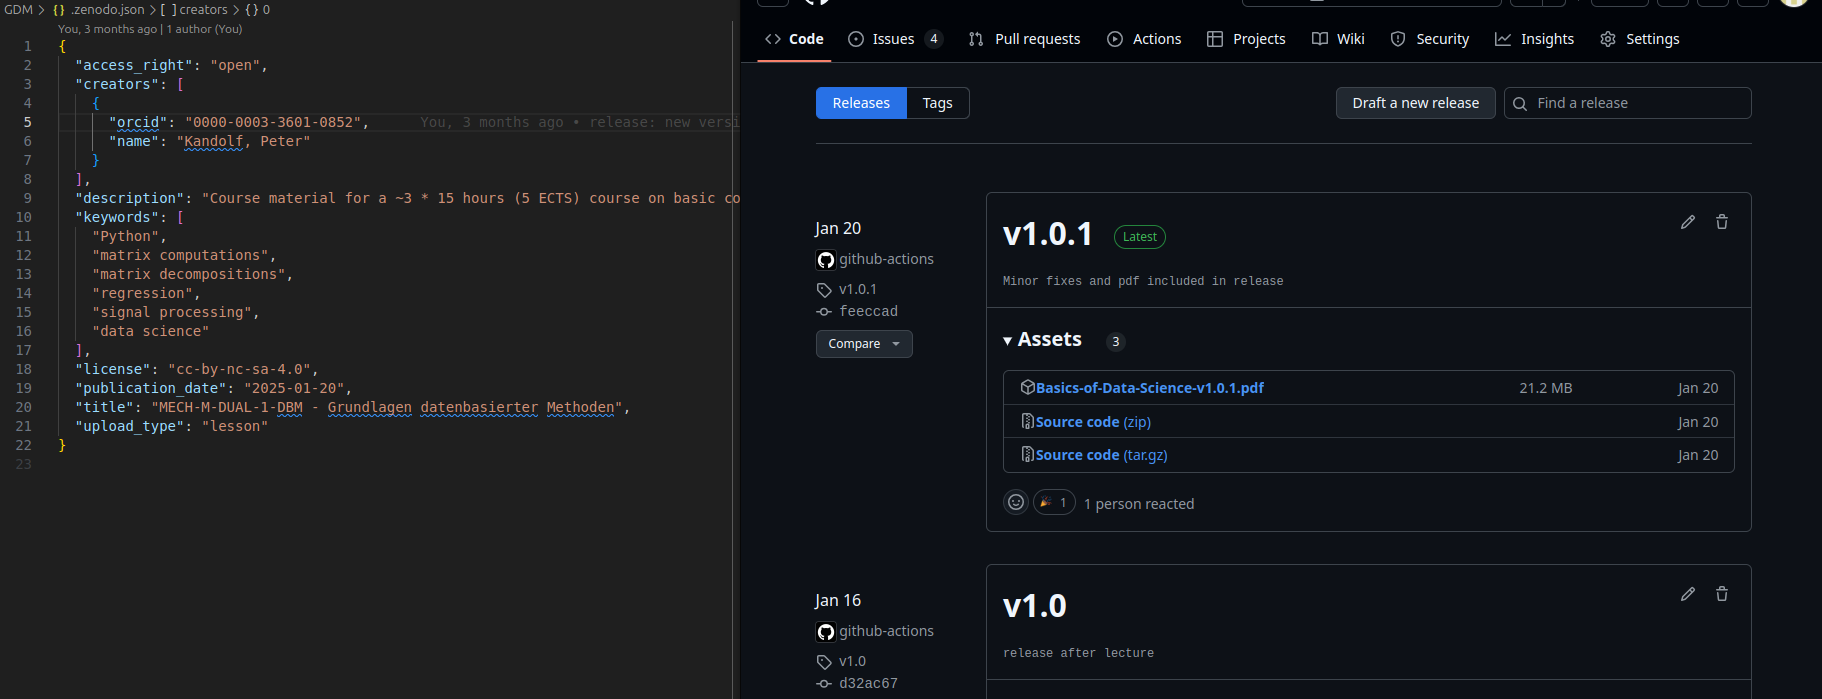 GDM > {} .zenodo.json > [ ] creators > {} 0
You, 3 months ago | 1 author (You)
1 {
2 "access_right": "open",
3 "creators": [
4 {
5 "orcid": "0000-0003-3601-0852", You, 3 months ago • release: new versi
6 "name": "Kandolf, Peter"
7 }
8 ],
9 "description": "Course material for a ~3 * 15 hours (5 ECTS) course on basic co
10 "keywords": [
11 "Python",
12 "matrix computations",
13 "matrix decompositions",
14 "regression",
15 "signal processing",
16 "data science"
17 ],
18 "license": "cc-by-nc-sa-4.0",
19 "publication_date": "2025-01-20",
20 "title": "MECH-M-DUAL-1-DBM - Grundlagen datenbasierter Methoden",
21 "upload_type": "lesson"
22 }
23
Code Issues 4 Pull requests Actions Projects Wiki Security Insights Settings
Releases Tags Draft a new release Find a release
Jan 20
github-actions
v1.0.1
feeccad
Compare
v1.0.1 Latest
Minor fixes and pdf included in release
Assets 3
Basics-of-Data-Science-v1.0.1.pdf 21.2 MB Jan 20
Source code (zip) Jan 20
Source code (tar.gz) Jan 20
1 1 person reacted
Jan 16
github-actions
v1.0
d32ac67
v1.0
release after lecture